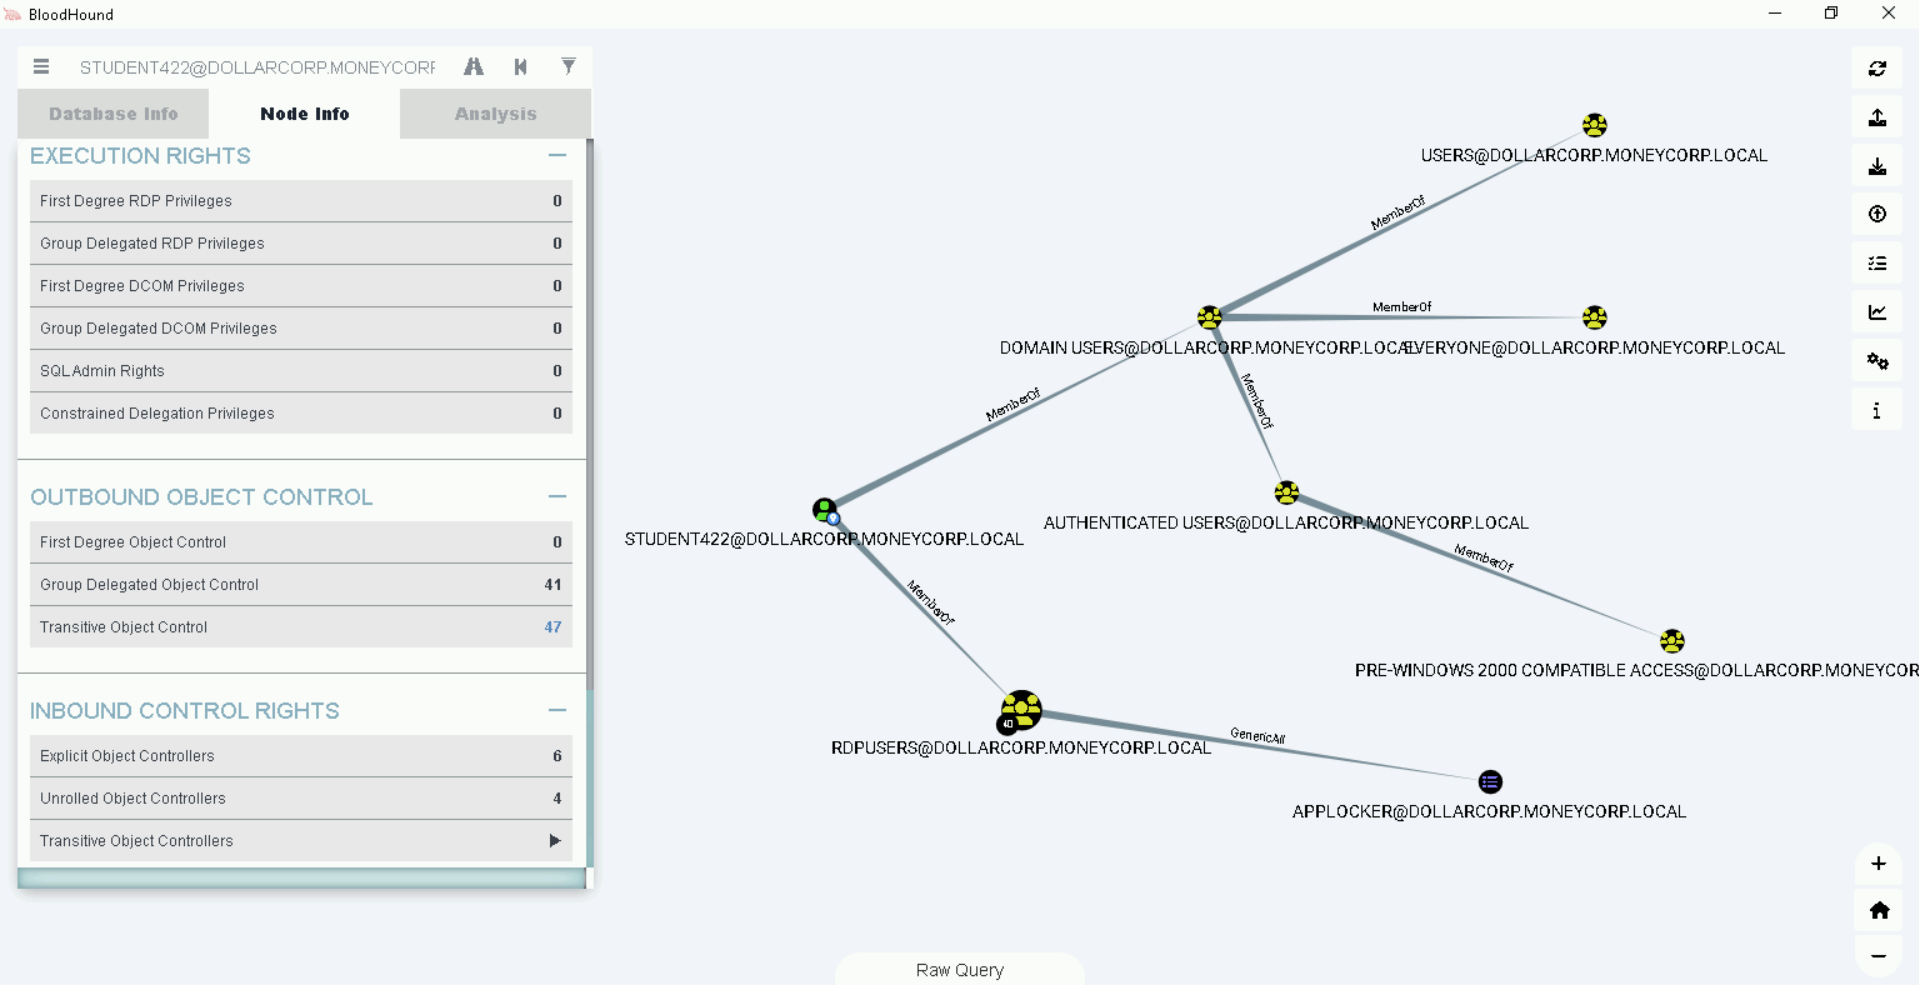 BloodHound
STUDENT422@DOLLARCORP.MONEYCORP
Database Info
Node Info
Analysis
EXECUTION RIGHTS
First Degree RDP Privileges 0
Group Delegated RDP Privileges 0
First Degree DCOM Privileges 0
Group Delegated DCOM Privileges 0
SQL Admin Rights 0
Constrained Delegation Privileges 0
OUTBOUND OBJECT CONTROL
First Degree Object Control 0
Group Delegated Object Control 41
Transitive Object Control 47
INBOUND CONTROL RIGHTS
Explicit Object Controllers 6
Unrolled Object Controllers 4
Transitive Object Controllers
USERS@DOLLARCORP.MONEYCORP.LOCAL
MemberOf
MemberOf
DOMAIN USERS@DOLLARCORP.MONEYCORP.LOCAL
EVERYONE@DOLLARCORP.MONEYCORP.LOCAL
MemberOf
MemberOf
AUTHENTICATED USERS@DOLLARCORP.MONEYCORP.LOCAL
STUDENT422@DOLLARCORP.MONEYCORP.LOCAL
MemberOf
MemberOf
PRE-WINDOWS 2000 COMPATIBLE ACCESS@DOLLARCORP.MONEYCOR
40
RDPUSERS@DOLLARCORP.MONEYCORP.LOCAL
GenericAll
APPLOCKER@DOLLARCORP.MONEYCORP.LOCAL
Raw Query